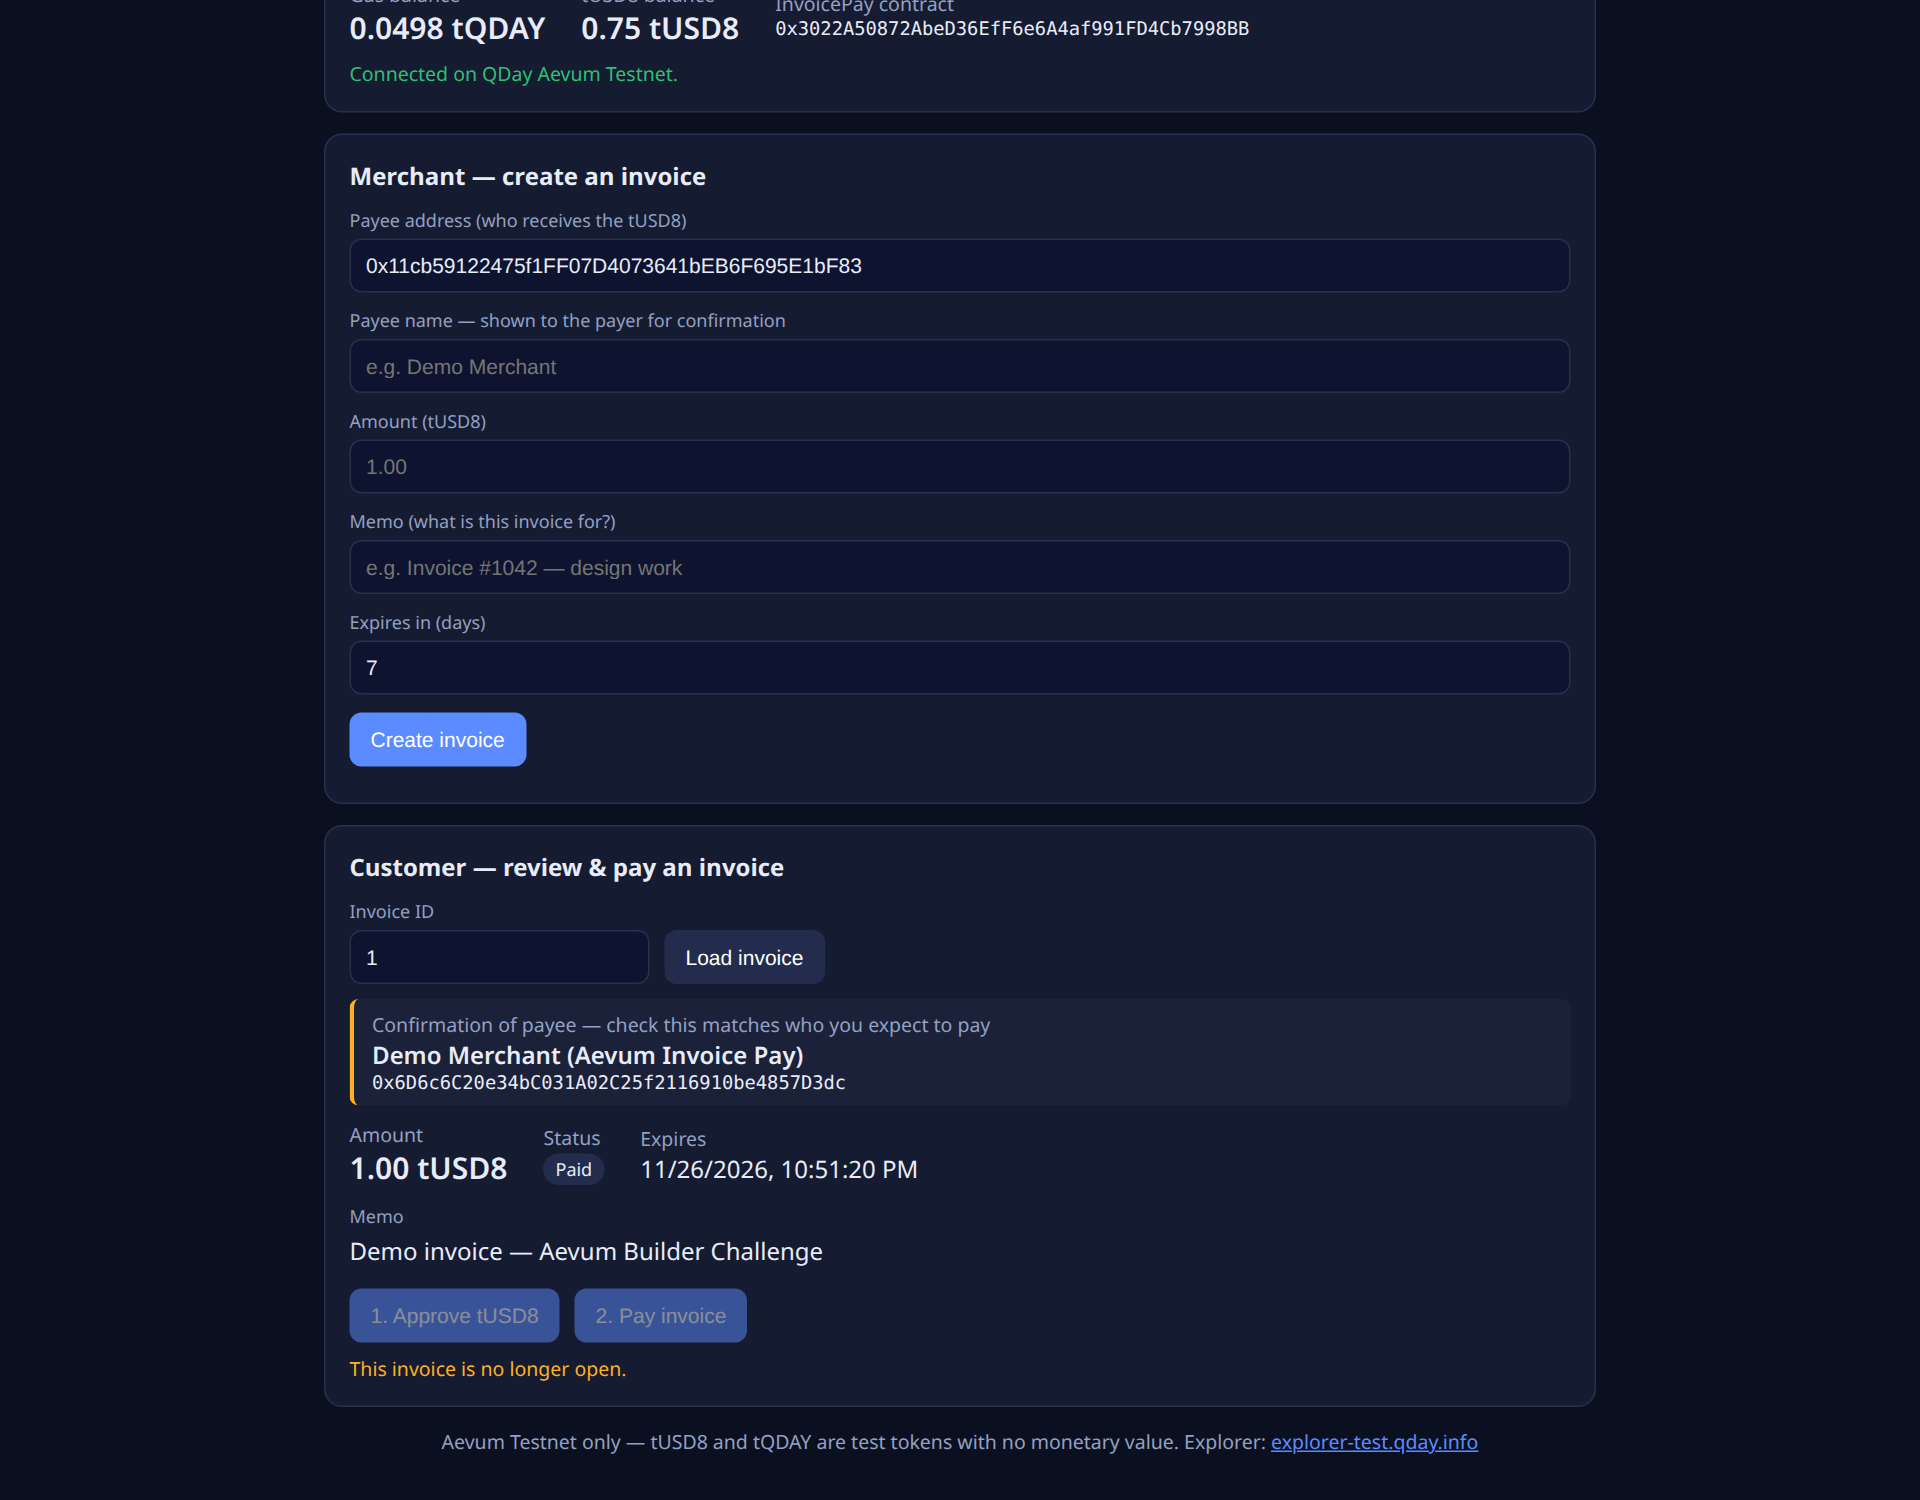 Gas balance tUSD8 balance InvoicePay contract
0.0498 tQDAY 0.75 tUSD8 0x3022A50872AbeD36EfF6e6A4af991FD4Cb7998BB
Connected on QDay Aevum Testnet.
Merchant — create an invoice
Payee address (who receives the tUSD8)
0x11cb59122475f1FF07D4073641bEB6F695E1bF83
Payee name — shown to the payer for confirmation
e.g. Demo Merchant
Amount (tUSD8)
1.00
Memo (what is this invoice for?)
e.g. Invoice #1042 — design work
Expires in (days)
7
Create invoice
Customer — review & pay an invoice
Invoice ID
1 Load invoice
Confirmation of payee — check this matches who you expect to pay
Demo Merchant (Aevum Invoice Pay)
0x6D6c6C20e34bC031A02C25f2116910be4857D3dc
Amount Status Expires
1.00 tUSD8 Paid 11/26/2026, 10:51:20 PM
Memo
Demo invoice — Aevum Builder Challenge
1. Approve tUSD8 2. Pay invoice
This invoice is no longer open.
Aevum Testnet only — tUSD8 and tQDAY are test tokens with no monetary value. Explorer: explorer-test.qday.info